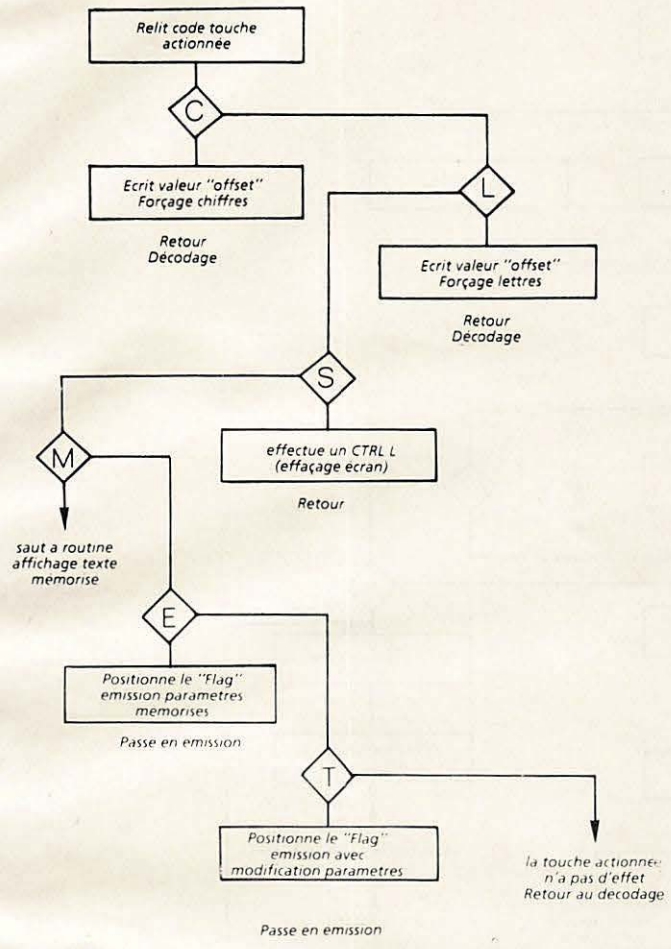 Relit code touche
actionnée
C
Ecrit valeur "offset"
Forçage chiffres
Retour
Décodage
L
Ecrit valeur "offset"
Forçage lettres
Retour
Décodage
S
effectue un CTRL L
(effaçage écran)
Retour
M
saut a routine
affichage texte
mémorisé
E
Positionne le "Flag"
emission parametres
memorises
Passe en emission
T
Positionne le "Flag"
emission avec
modification parametres
Passe en emission
la touche actionnee
n'a pas d'effet
Retour au decodage